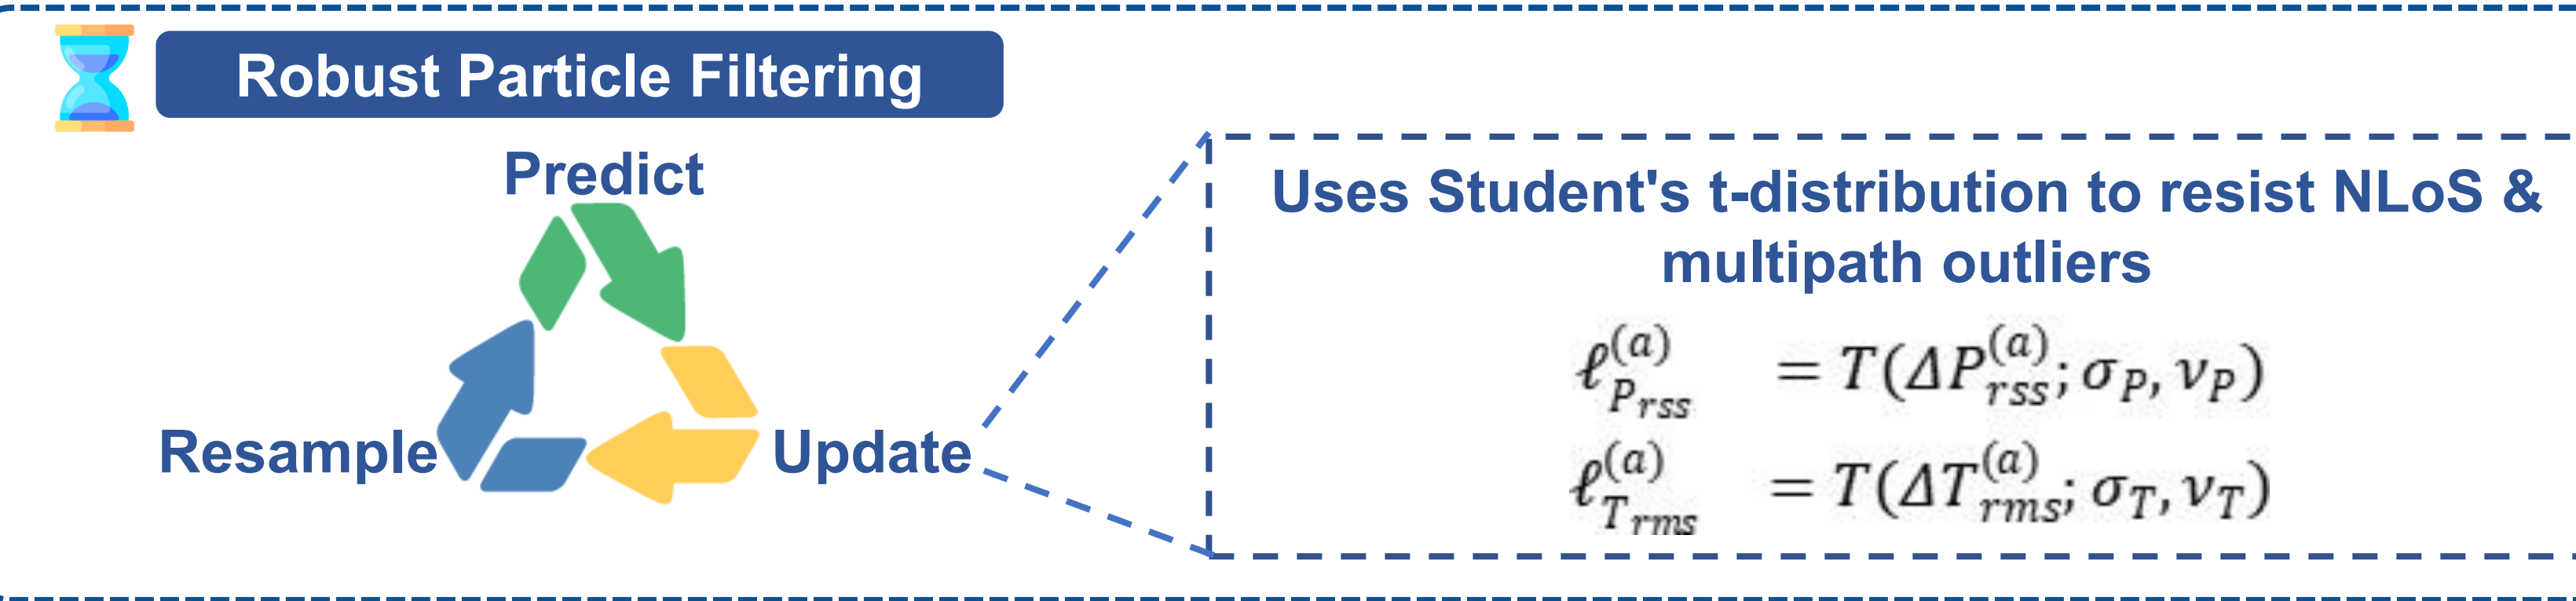 Robust Particle Filtering
Predict
Resample
Update
Uses Student's t-distribution to resist NLoS &
multipath outliers
ℓ_{P_{rss}}^{(a)} = T(ΔP_{rss}^{(a)}; σ_P, ν_P)
ℓ_{T_{rms}}^{(a)} = T(ΔT_{rms}^{(a)}; σ_T, ν_T)